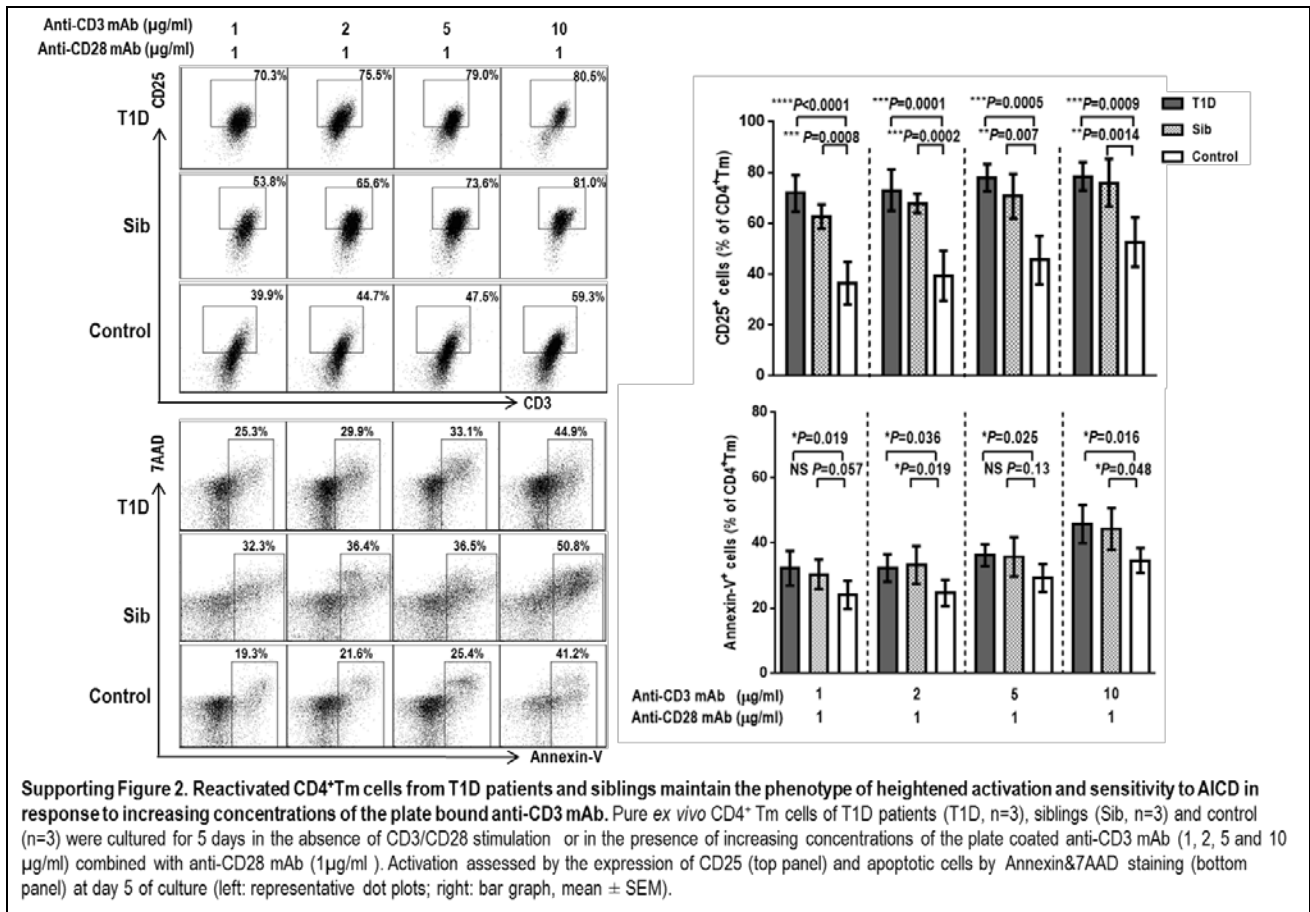 Anti-CD3 mAb (µg/ml) 1 2 5 10
Anti-CD28 mAb (µg/ml) 1 1 1 1
CD25
T1D
70.3% 75.5% 79.0% 80.5%
Sib
53.8% 65.6% 73.6% 81.0%
Control
39.9% 44.7% 47.5% 59.3%
CD3
7AAD
T1D
25.3% 29.9% 33.1% 44.9%
Sib
32.3% 36.4% 36.5% 50.8%
Control
19.3% 21.6% 25.4% 41.2%
Annexin-V
****P<0.0001 ***P=0.0001 ***P=0.0005 ***P=0.0009
*** P=0.0008 ***P=0.0002 **P=0.007 **P=0.0014
T1D
Sib
Control
CD25+ cells (% of CD4+Tm)
100
80
60
40
20
0
*P=0.019 *P=0.036 *P=0.025 *P=0.016
NS P=0.057 *P=0.019 NS P=0.13 *P=0.048
Annexin-V+ cells (% of CD4+Tm)
80
60
40
20
0
Anti-CD3 mAb (µg/ml) 1 2 5 10
Anti-CD28 mAb (µg/ml) 1 1 1 1
Supporting Figure 2. Reactivated CD4+Tm cells from T1D patients and siblings maintain the phenotype of heightened activation and sensitivity to AICD in
response to increasing concentrations of the plate bound anti-CD3 mAb. Pure ex vivo CD4+ Tm cells of T1D patients (T1D, n=3), siblings (Sib, n=3) and control
(n=3) were cultured for 5 days in the absence of CD3/CD28 stimulation or in the presence of increasing concentrations of the plate coated anti-CD3 mAb (1, 2, 5 and 10
µg/ml) combined with anti-CD28 mAb (1µg/ml ). Activation assessed by the expression of CD25 (top panel) and apoptotic cells by Annexin&7AAD staining (bottom
panel) at day 5 of culture (left: representative dot plots; right: bar graph, mean ± SEM).